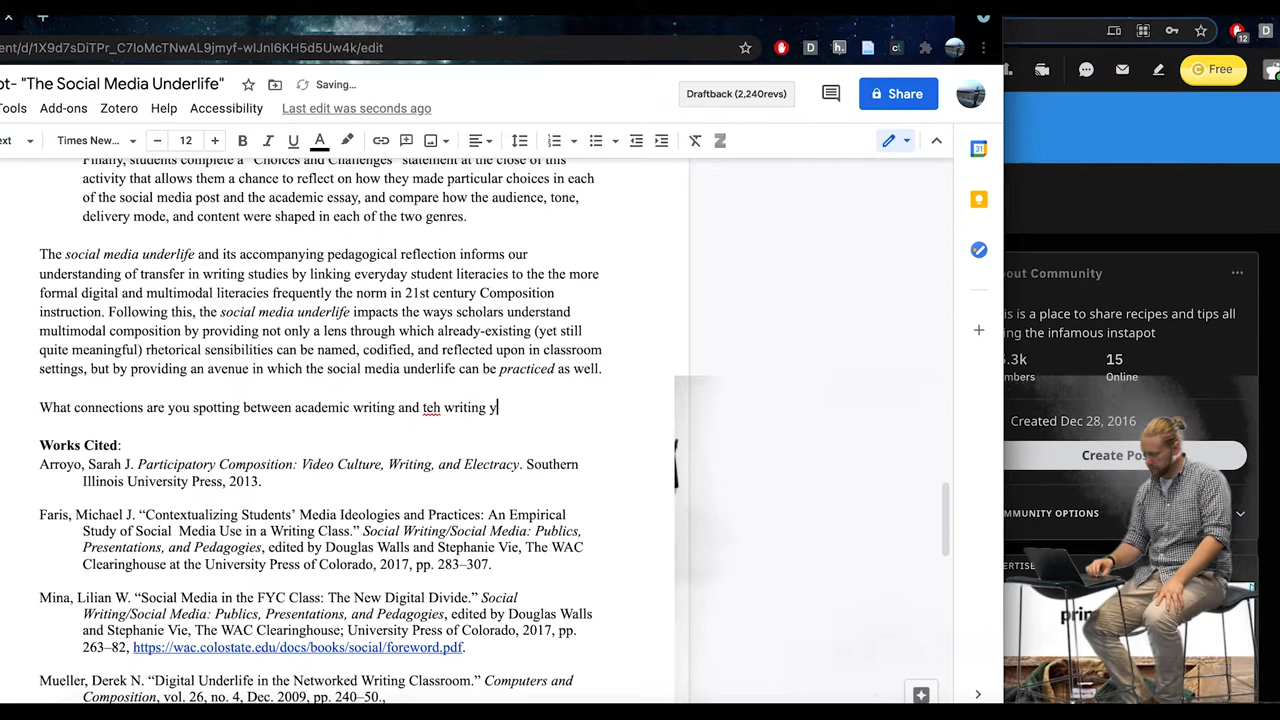 ent/d/1X9d7sDiTPr_C7IoMcTNwAL9jmyf-wIJnl6KH5d5Uw4k/edit
12
pt- "The Social Media Underlife"
Saving…
Tools Add-ons Zotero Help Accessibility Last edit was seconds ago
Draftback (2,240revs)
Share
Free
ext Times New... 12
Finally, students complete a "Choices and Challenges" statement at the close of this
activity that allows them a chance to reflect on how they made particular choices in each
of the social media post and the academic essay, and compare how the audience, tone,
delivery mode, and content were shaped in each of the two genres.
The social media underlife and its accompanying pedagogical reflection informs our
understanding of transfer in writing studies by linking everyday student literacies to the the more
formal digital and multimodal literacies frequently the norm in 21st century Composition
instruction. Following this, the social media underlife impacts the ways scholars understand
multimodal composition by providing not only a lens through which already-existing (yet still
quite meaningful) rhetorical sensibilities can be named, codified, and reflected upon in classroom
settings, but by providing an avenue in which the social media underlife can be practiced as well.
What connections are you spotting between academic writing and teh writing y
Works Cited:
Arroyo, Sarah J. Participatory Composition: Video Culture, Writing, and Electracy. Southern
Illinois University Press, 2013.
Faris, Michael J. “Contextualizing Students’ Media Ideologies and Practices: An Empirical
Study of Social Media Use in a Writing Class.” Social Writing/Social Media: Publics,
Presentations, and Pedagogies, edited by Douglas Walls and Stephanie Vie, The WAC
Clearinghouse at the University Press of Colorado, 2017, pp. 283–307.
Mina, Lilian W. “Social Media in the FYC Class: The New Digital Divide.” Social
Writing/Social Media: Publics, Presentations, and Pedagogies, edited by Douglas Walls
and Stephanie Vie, The WAC Clearinghouse; University Press of Colorado, 2017, pp.
263–82, https://wac.colostate.edu/docs/books/social/foreword.pdf.
Mueller, Derek N. “Digital Underlife in the Networked Writing Classroom.” Computers and
Composition, vol. 26, no. 4, Dec. 2009, pp. 240–50.,
31
bout Community
his is a place to share recipes and tips all
ing the infamous instapot
.3k 15
mbers Online
Created Dec 28, 2016
Create Pos
MMUNITY OPTIONS
ERTISE
prim